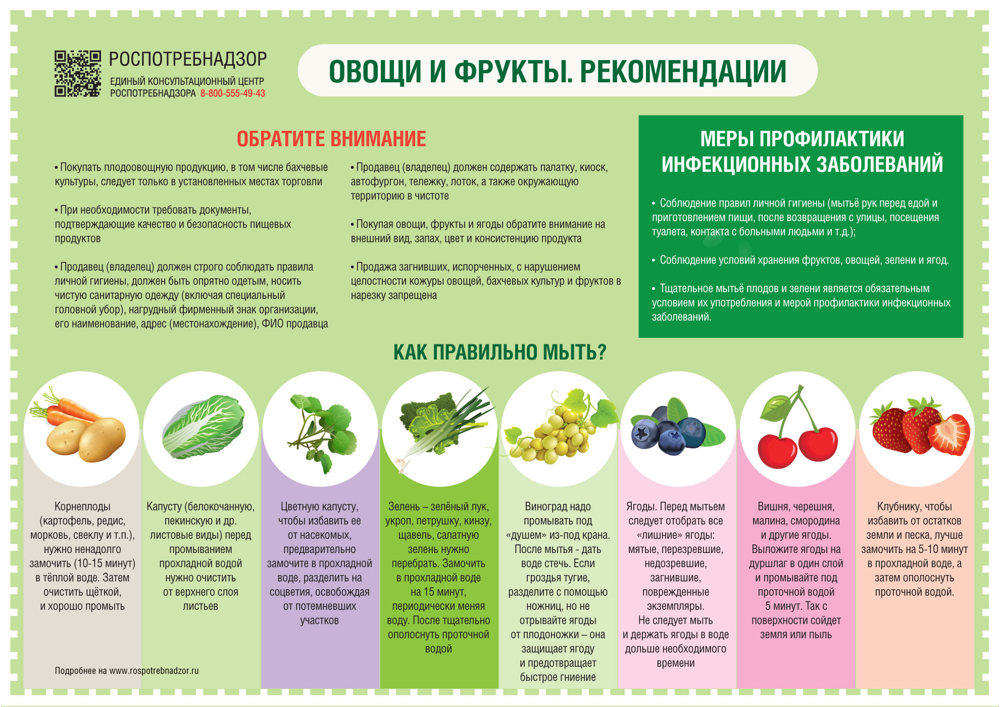 РОСПОТРЕБНАДЗОР
ЕДИНЫЙ КОНСУЛЬТАЦИОННЫЙ ЦЕНТР
РОСПОТРЕБНАДЗОРА 8-800-555-49-43
ОВОЩИ И ФРУКТЫ. РЕКОМЕНДАЦИИ
ОБРАТИТЕ ВНИМАНИЕ
• Покупать плодоовощную продукцию, в том числе бахчевые
культуры, следует только в установленных местах торговли
• При необходимости требовать документы,
подтверждающие качество и безопасность пищевых
продуктов
• Продавец (владелец) должен строго соблюдать правила
личной гигиены, должен быть опрятно одетым, носить
чистую санитарную одежду (включая специальный
головной убор), нагрудный фирменный знак организации,
его наименование, адрес (местонахождение), ФИО продавца
• Продавец (владелец) должен содержать палатку, киоск,
автофургон, тележку, лоток, а также окружающую
территорию в чистоте
• Покупая овощи, фрукты и ягоды обратите внимание на
внешний вид, запах, цвет и консистенцию продукта
• Продажа загнивших, испорченных, с нарушением
целостности кожуры овощей, бахчевых культур и фруктов в
нарезку запрещена
МЕРЫ ПРОФИЛАКТИКИ
ИНФЕКЦИОННЫХ ЗАБОЛЕВАНИЙ
• Соблюдение правил личной гигиены (мытьё рук перед едой и
приготовлением пищи, после возвращения с улицы, посещения
туалета, контакта с больными людьми и т.д.);
• Соблюдение условий хранения фруктов, овощей, зелени и ягод.
• Тщательное мытьё плодов и зелени является обязательным
условием их употребления и мерой профилактики инфекционных
заболеваний.
КАК ПРАВИЛЬНО МЫТЬ?
Корнеплоды
(картофель, редис,
морковь, свеклу и т.п.),
нужно ненадолго
замочить (10-15 минут)
в тёплой воде. Затем
очистить щёткой,
и хорошо промыть
Капусту (белокочанную,
пекинскую и др.
листовые виды) перед
промыванием
прохладной водой
нужно очистить
от верхнего слоя
листьев
Цветную капусту,
чтобы избавить ее
от насекомых,
предварительно
замочите в прохладной
воде, разделить на
соцветия, освобождая
от потемневших
участков
Зелень – зелёный лук,
укроп, петрушку, кинзу,
щавель, салатную
зелень нужно
перебрать. Замочить
в прохладной воде
на 15 минут,
периодически меняя
воду. После тщательно
ополоснуть проточной
водой
Виноград надо
промывать под
«душем» из-под крана.
После мытья - дать
воде стечь. Если
гроздья тугие,
разделите с помощью
ножниц, но не
отрывайте ягоды
от плодоножки – она
защищает ягоду
и предотвращает
быстрое гниение
Ягоды. Перед мытьем
следует отобрать все
«лишние» ягоды:
мятые, перезревшие,
недозревшие,
загнившие,
поврежденные
экземпляры.
Не следует мыть
и держать ягоды в воде
дольше необходимого
времени
Вишня, черешня,
малина, смородина
и другие ягоды.
Выложите ягоды на
дуршлаг в один слой
и промывайте под
проточной водой
5 минут. Так с
поверхности сойдет
земля или пыль
Клубнику, чтобы
избавить от остатков
земли и песка, лучше
замочить на 5-10 минут
в прохладной воде, а
затем ополоснуть
проточной водой.
Подробнее на www.rospotrebnadzor.ru